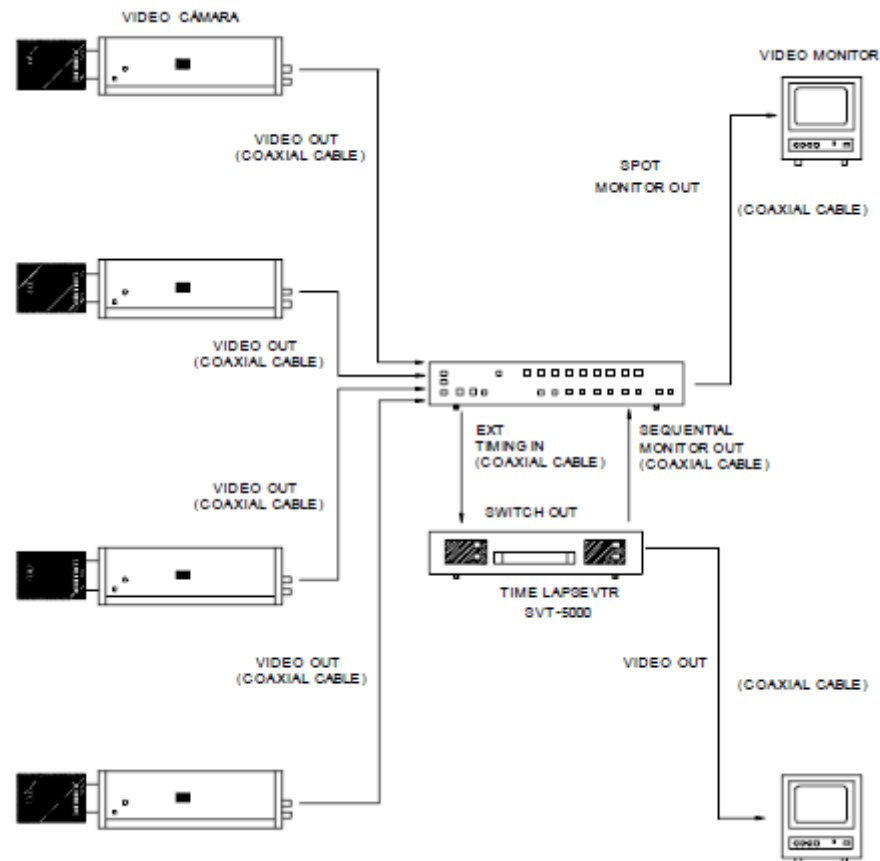 VIDEO CÂMARA
VIDEO MONITOR
VIDEO OUT
(COAXIAL CABLE)
SPOT
MONITOR OUT
(COAXIAL CABLE)
VIDEO OUT
(COAXIAL CABLE)
EXT
TIMING IN
(COAXIAL CABLE)
SEQUENTIAL
MONITOR OUT
(COAXIAL CABLE)
VIDEO OUT
(COAXIAL CABLE)
SWITCH OUT
TIME LAPSEVTR
SVT-5000
VIDEO OUT
(COAXIAL CABLE)
VIDEO OUT
(COAXIAL CABLE)